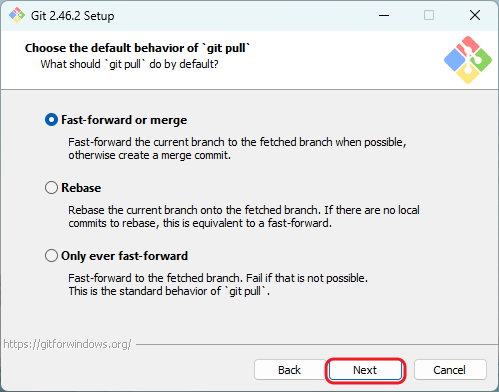 Git 2.46.2 Setup
Choose the default behavior of `git pull`
What should `git pull` do by default?
Fast-forward or merge
Fast-forward the current branch to the fetched branch when possible,
otherwise create a merge commit.
Rebase
Rebase the current branch onto the fetched branch. If there are no local
commits to rebase, this is equivalent to a fast-forward.
Only ever fast-forward
Fast-forward to the fetched branch. Fail if that is not possible.
This is the standard behavior of `git pull`.
https://gitforwindows.org/
Back Next Cancel